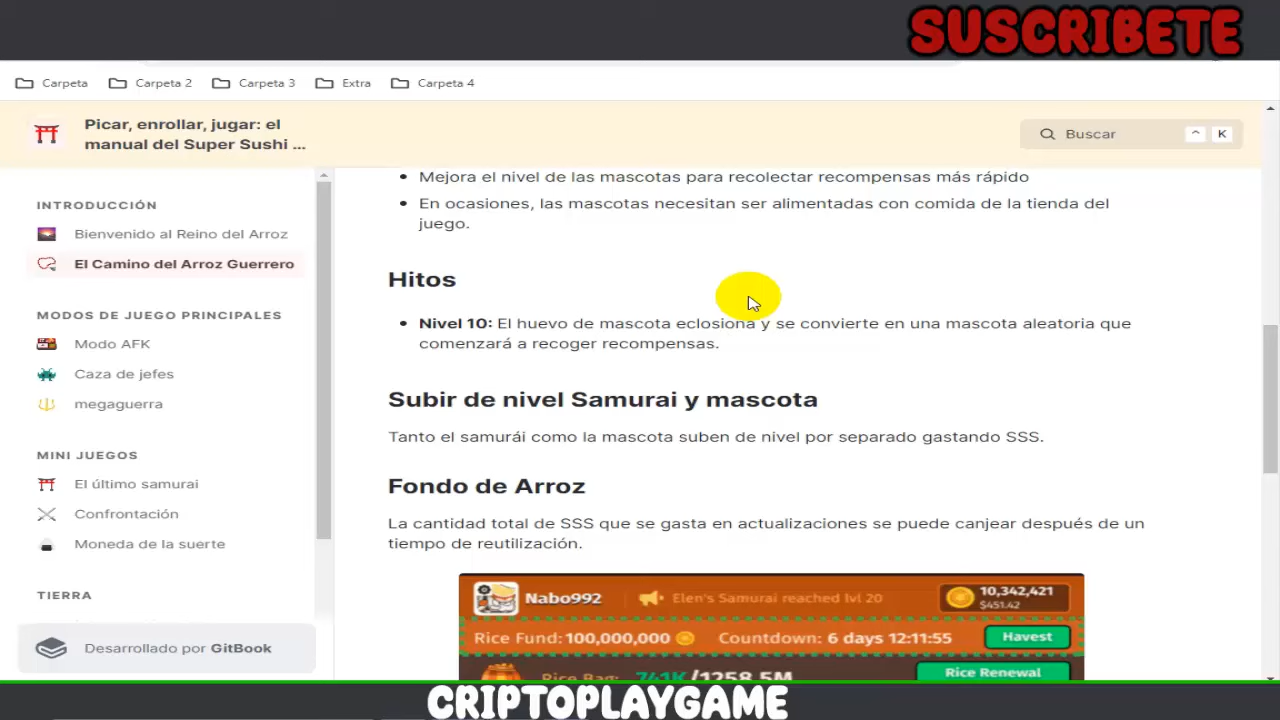 SUSCRIBETE
Carpeta
Carpeta 2
Carpeta 3
Extra
Carpeta 4
Picar, enrollar, jugar: el
manual del Super Sushi ...
Buscar
^ K
INTRODUCCIÓN
Bienvenido al Reino del Arroz
El Camino del Arroz Guerrero
MODOS DE JUEGO PRINCIPALES
Modo AFK
Caza de jefes
megaguerra
MINI JUEGOS
El último samurai
Confrontación
Moneda de la suerte
TIERRA
Desarrollado por GitBook
Mejora el nivel de las mascotas para recolectar recompensas más rápido
En ocasiones, las mascotas necesitan ser alimentadas con comida de la tienda del
juego.
Hitos
Nivel 10: El huevo de mascota eclosiona y se convierte en una mascota aleatoria que
comenzará a recoger recompensas.
Subir de nivel Samurai y mascota
Tanto el samurái como la mascota suben de nivel por separado gastando SSS.
Fondo de Arroz
La cantidad total de SSS que se gasta en actualizaciones se puede canjear después de un
tiempo de reutilización.
Nabo992
Elen's Samurai reached lvl 20
10,342,421
$451.42
Rice Fund: 100,000,000
Countdown: 6 days 12:11:55
Havest
Rice Bag: 741K/1258.5M
Rice Renewal
CRIPTOPLAYGAME